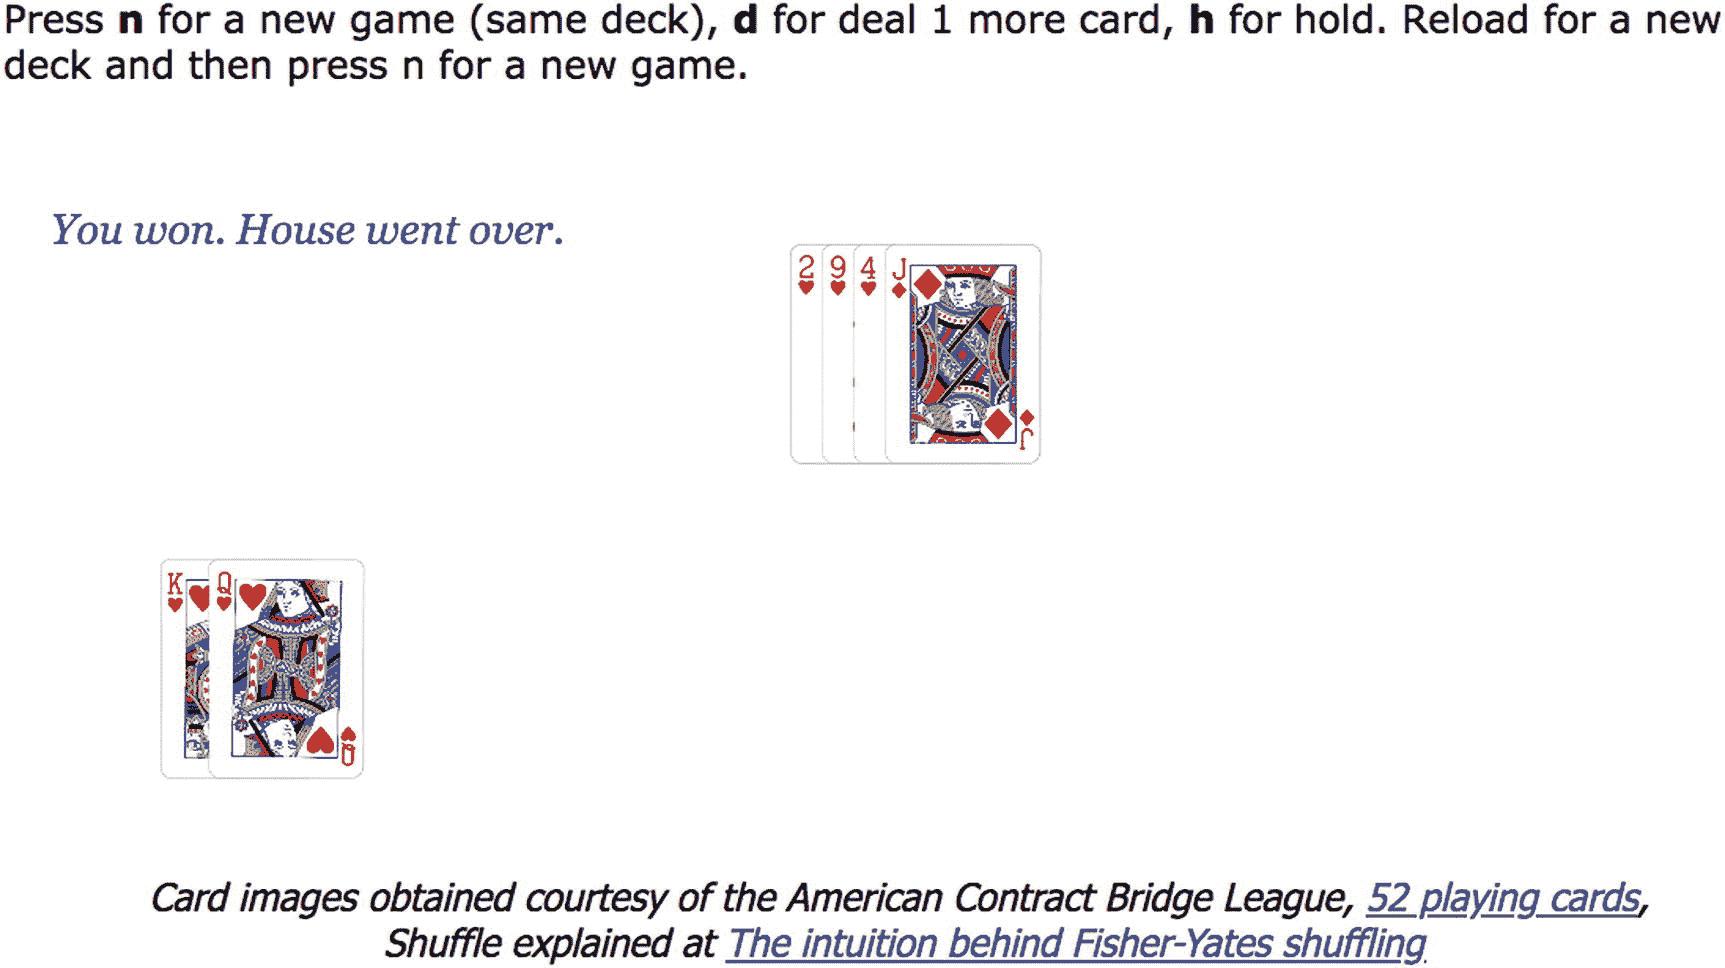 Press n for a new game (same deck), d for deal 1 more card, h for hold. Reload for a new
deck and then press n for a new game.
You won. House went over.
2 9 4 J
J
K Q
Q
Card images obtained courtesy of the American Contract Bridge League, 52 playing cards,
Shuffle explained at The intuition behind Fisher-Yates shuffling